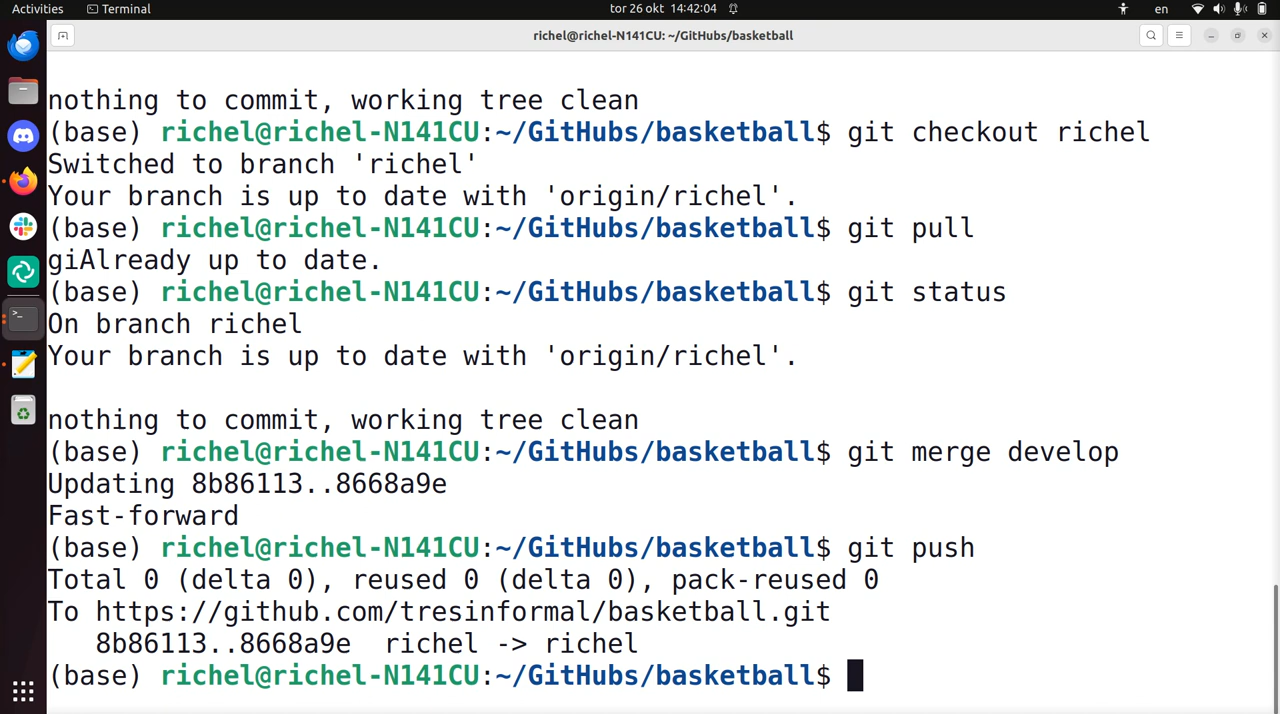 Activities Terminal tor 26 okt 14:42:04 en
richel@richel-N141CU: ~/GitHubs/basketball
nothing to commit, working tree clean
(base) richel@richel-N141CU:~/GitHubs/basketball$ git checkout richel
Switched to branch 'richel'
Your branch is up to date with 'origin/richel'.
(base) richel@richel-N141CU:~/GitHubs/basketball$ git pull
giAlready up to date.
(base) richel@richel-N141CU:~/GitHubs/basketball$ git status
On branch richel
Your branch is up to date with 'origin/richel'.
nothing to commit, working tree clean
(base) richel@richel-N141CU:~/GitHubs/basketball$ git merge develop
Updating 8b86113..8668a9e
Fast-forward
(base) richel@richel-N141CU:~/GitHubs/basketball$ git push
Total 0 (delta 0), reused 0 (delta 0), pack-reused 0
To https://github.com/tresinformal/basketball.git
   8b86113..8668a9e  richel -> richel
(base) richel@richel-N141CU:~/GitHubs/basketball$